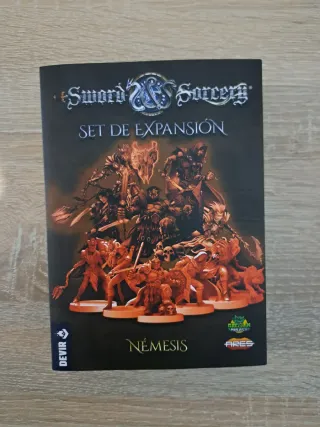 Sword & Sorcery
SET DE EXPANSIÓN
NÉMESIS
DEVIR
ARES